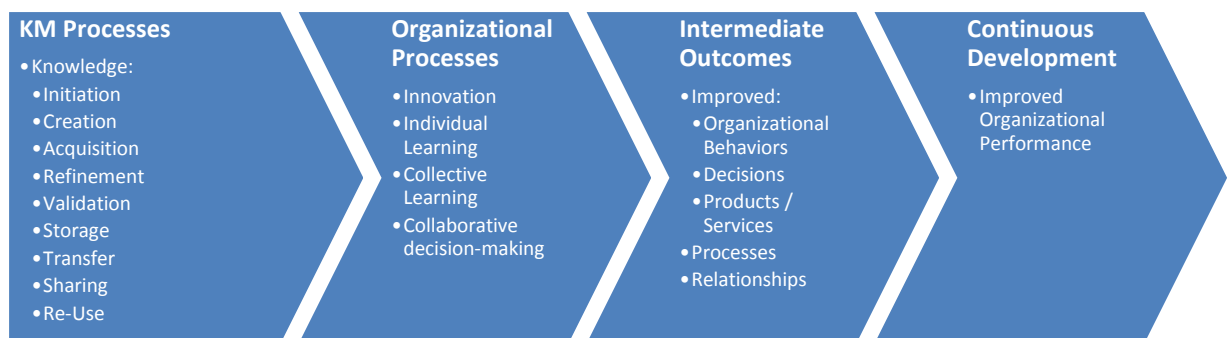 KM Processes
•Knowledge:
•Initiation
•Creation
•Acquisition
•Refinement
•Validation
•Storage
•Transfer
•Sharing
•Re-Use
Organizational
Processes
•Innovation
•Individual
Learning
•Collective
Learning
•Collaborative
decision-making
Intermediate
Outcomes
•Improved:
•Organizational
Behaviors
•Decisions
•Products /
Services
•Processes
•Relationships
Continuous
Development
•Improved
Organizational
Performance